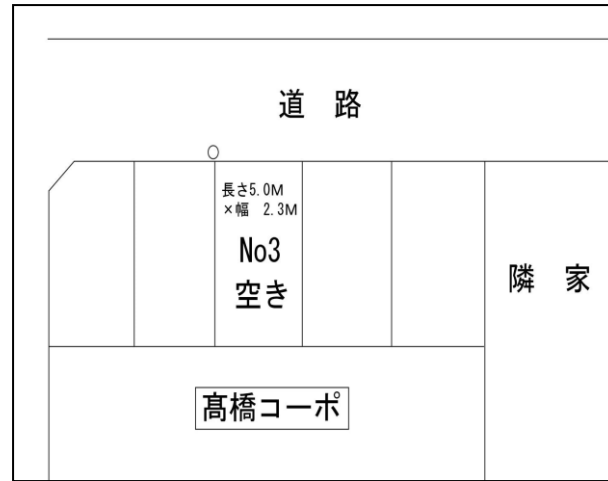 道 路
長さ5.0M
×幅 2.3M
No3
空き
隣 家
髙橋コーポ